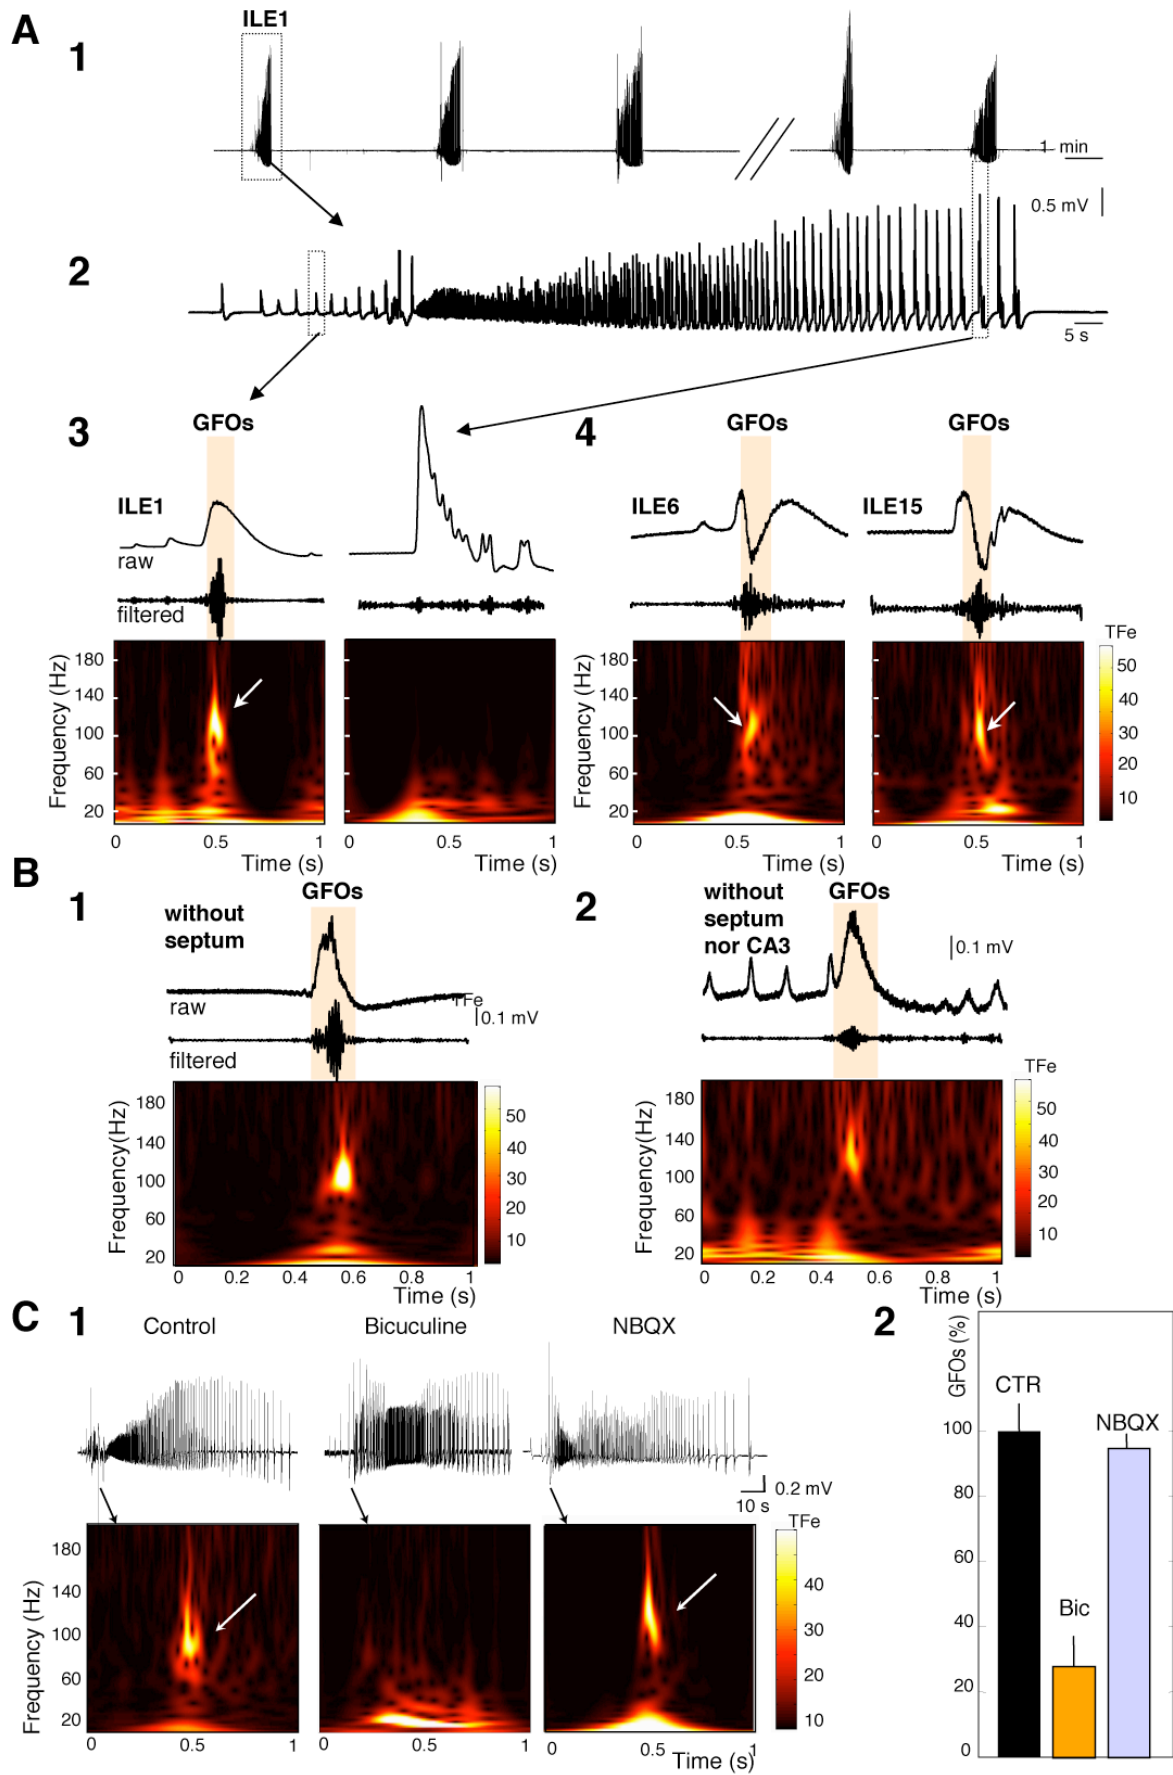 A
1
ILE1
1 min
0.5 mV
2
5 s
3
GFOs
ILE1
raw
filtered
4
GFOs
GFOs
ILE6
ILE15
Frequency (Hz)
180
140
100
60
20
0 0.5 1
Time (s)
0.5 1
Time (s)
Frequency (Hz)
180
140
100
60
20
0 0.5 1
Time (s)
0 0.5 1
Time (s)
TFe
50
40
30
20
10
B
1
without
septum
GFOs
raw
filtered
TFe
0.1 mV
Frequency(Hz)
180
140
100
60
20
0 0.2 0.4 0.6 0.8 1
Time (s)
50
40
30
20
10
2
without
septum
nor CA3
GFOs
0.1 mV
TFe
Frequency(Hz)
180
140
100
60
20
0 0.2 0.4 0.6 0.8 1
Time (s)
50
40
30
20
10
C
1
Control
Bicuculine
NBQX
0.2 mV
10 s
TFe
Frequency (Hz)
180
140
100
60
20
0 0.5 1
0 0.5 1
0 0.5 1
Time (s)
40
30
20
10
2
GFOs (%)
100
80
60
40
20
0
CTR
Bic
NBQX